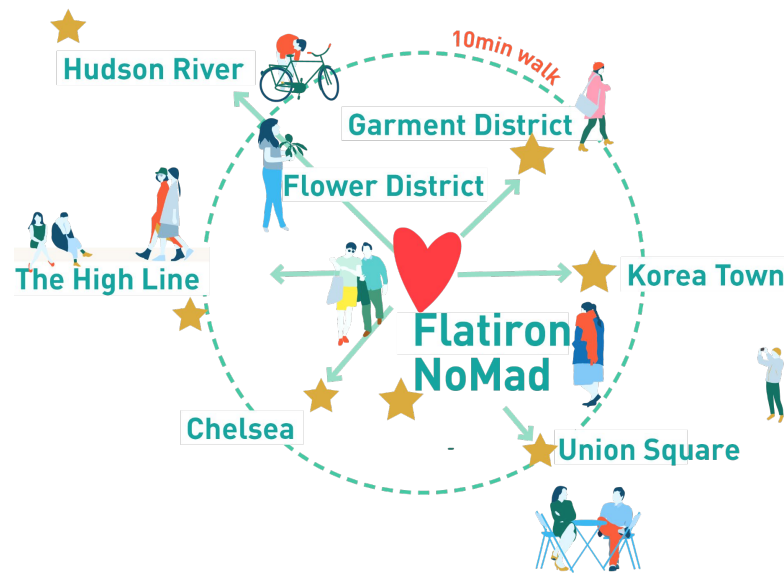 10min walk
Hudson River
Garment District
Flower District
The High Line
Korea Town
Flatiron
NoMad
Chelsea
Union Square